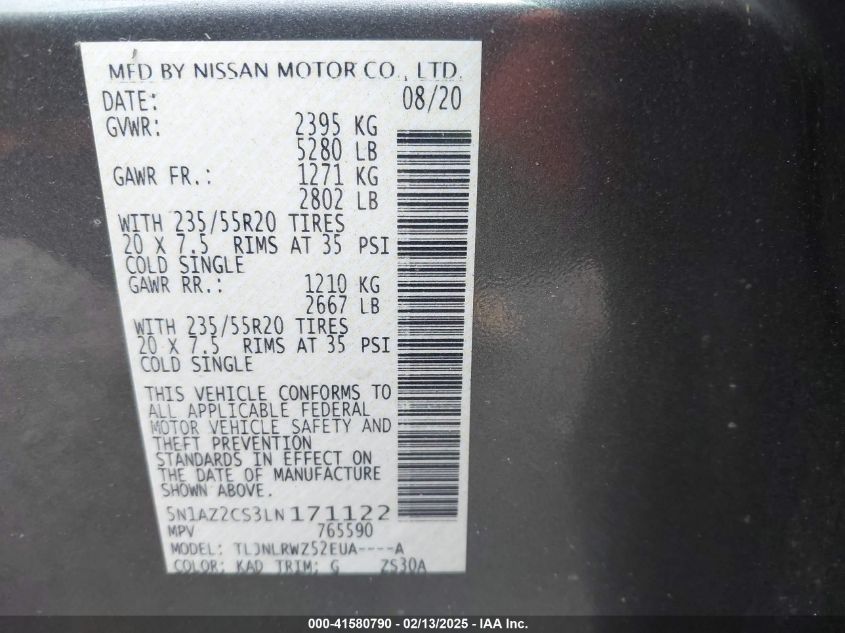 MFD BY NISSAN MOTOR CO., LTD.
DATE: 08/20
GVWR: 2395 KG
5280 LB
GAWR FR.: 1271 KG
2802 LB
WITH 235/55R20 TIRES
20 X 7.5 RIMS AT 35 PSI
COLD SINGLE
GAWR RR.: 1210 KG
2667 LB
WITH 235/55R20 TIRES
20 X 7.5 RIMS AT 35 PSI
COLD SINGLE
THIS VEHICLE CONFORMS TO
ALL APPLICABLE FEDERAL
MOTOR VEHICLE SAFETY AND
THEFT PREVENTION
STANDARDS IN EFFECT ON
THE DATE OF MANUFACTURE
SHOWN ABOVE.
5N1AZ2CS3LN171122
MPV 765590
MODEL: TLJNLRWZ52EUA----A
COLOR: KAD TRIM: G ZS30A
000-41580790 - 02/13/2025 - IAA Inc.